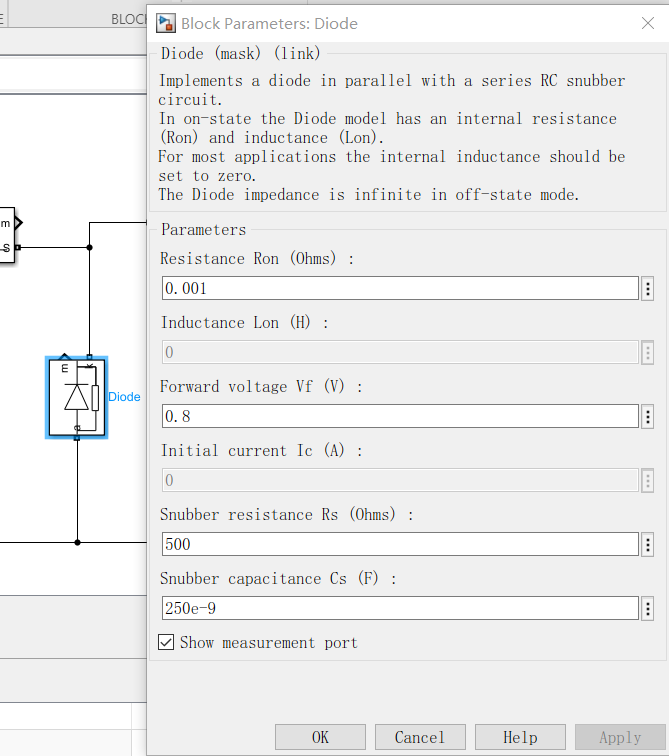 BLOC
Block Parameters: Diode
Diode (mask) (link)
Implements a diode in parallel with a series RC snubber
circuit.
In on-state the Diode model has an internal resistance
(Ron) and inductance (Lon).
For most applications the internal inductance should be
set to zero.
The Diode impedance is infinite in off-state mode.
Parameters
Resistance Ron (Ohms) :
0.001
Inductance Lon (H) :
0
Forward voltage Vf (V) :
0.8
Initial current Ic (A) :
0
Snubber resistance Rs (Ohms) :
500
Snubber capacitance Cs (F) :
250e-9
Show measurement port
OK Cancel Help Apply
m
S
m
k
a
Diode